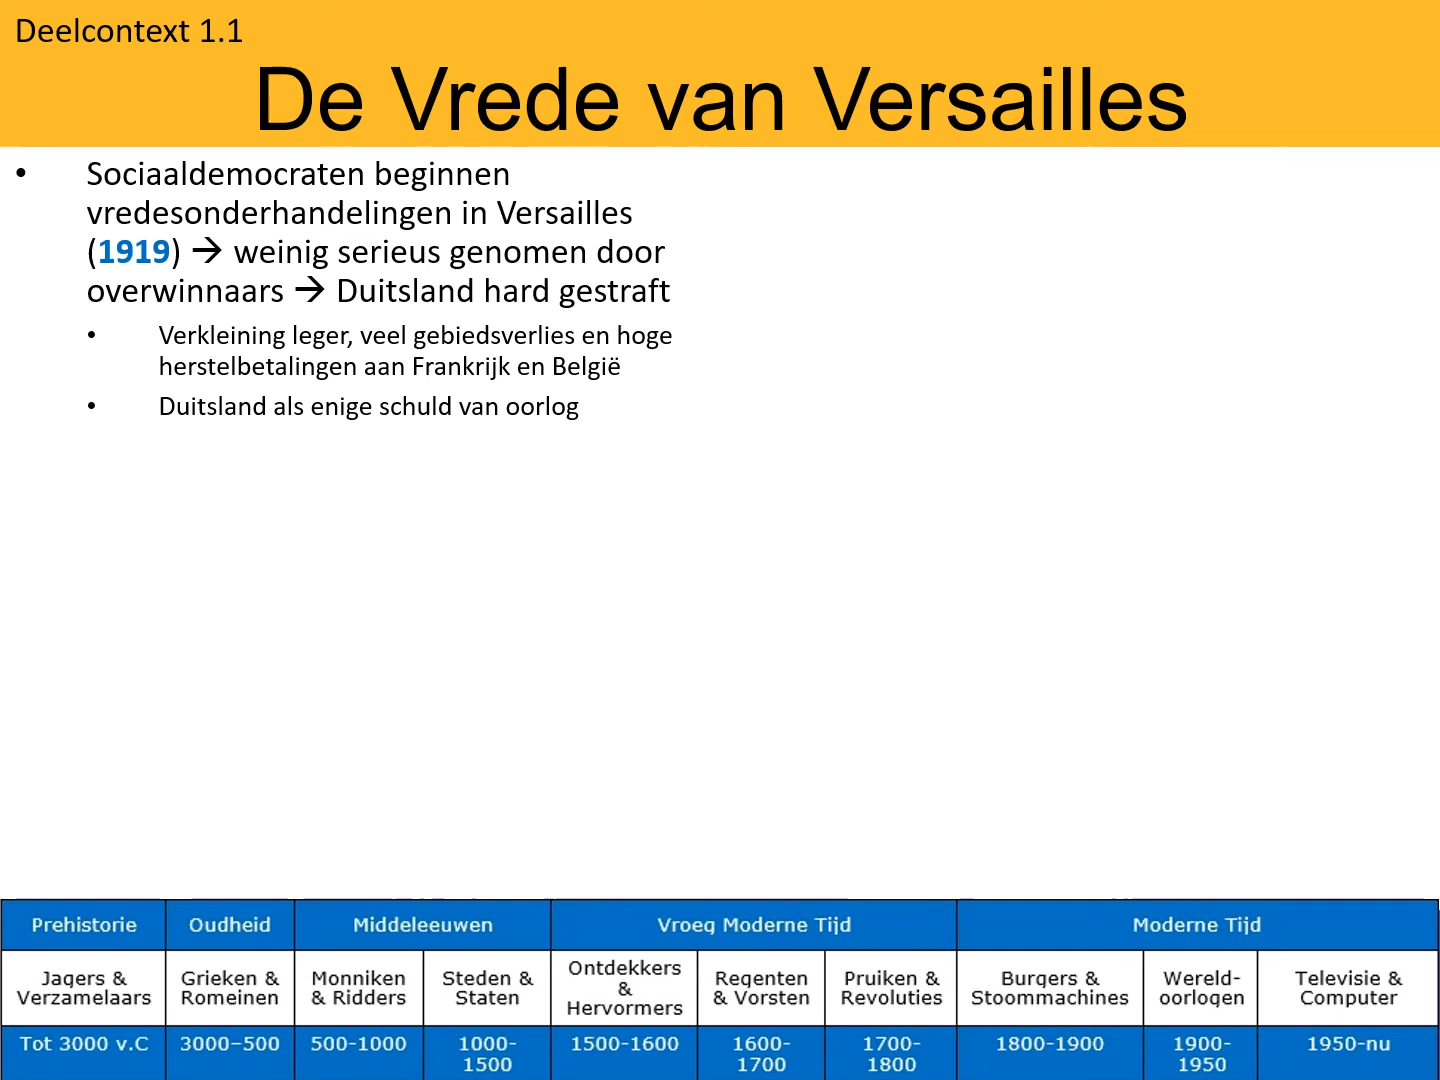 Deelcontext 1.1
De Vrede van Versailles
• Sociaaldemocraten beginnen
vredesonderhandelingen in Versailles
(1919) → weinig serieus genomen door
overwinnaars → Duitsland hard gestraft
• Verkleining leger, veel gebiedsverlies en hoge
herstelbetalingen aan Frankrijk en België
• Duitsland als enige schuld van oorlog
Prehistorie Oudheid Middeleeuwen Vroeg Moderne Tijd Moderne Tijd
Jagers &
Verzamelaars
Grieken &
Romeinen
Monniken
& Ridders
Steden &
Staten
Ontdekkers
&
Hervormers
Regenten
& Vorsten
Pruiken &
Revoluties
Burgers &
Stoommachines
Wereld-
oorlogen
Televisie &
Computer
Tot 3000 v.C
3000–500
500-1000
1000-
1500
1500-1600
1600-
1700
1700-
1800
1800-1900
1900-
1950
1950-nu